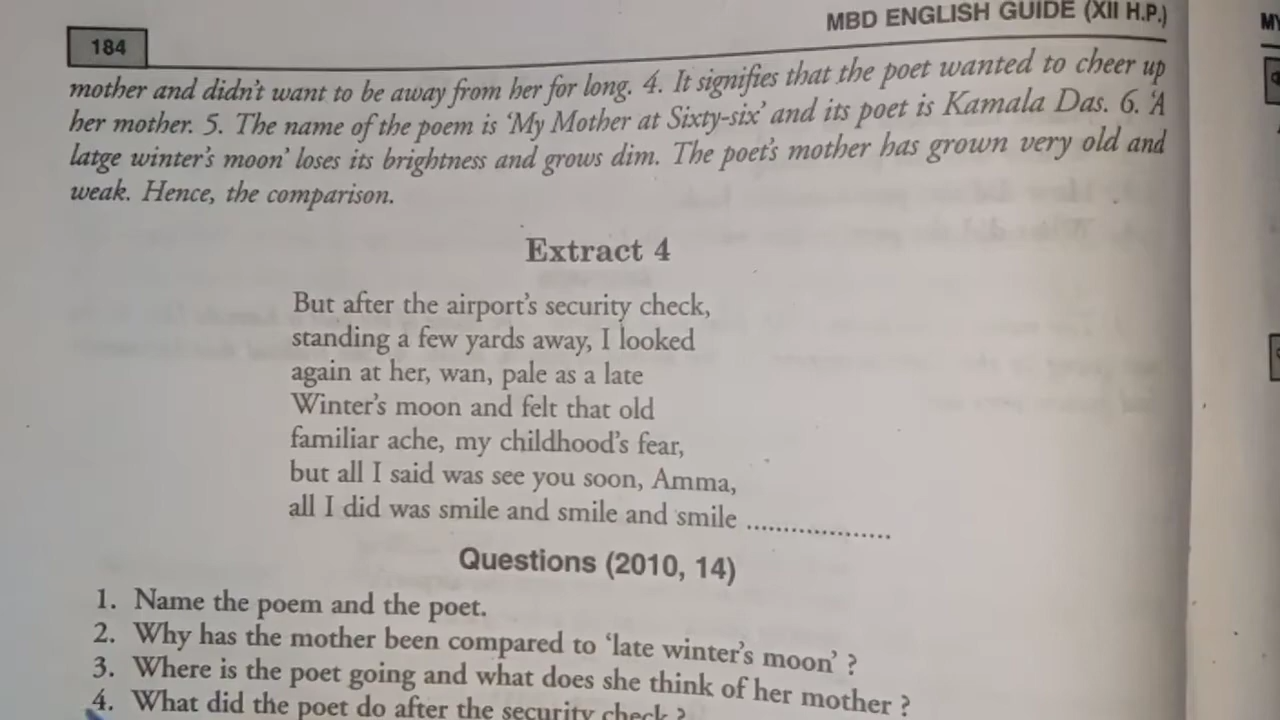 MBD ENGLISH GUIDE (XII H.P.)
184
mother and didn't want to be away from her for long. 4. It signifies that the poet wanted to cheer up
her mother. 5. The name of the poem is 'My Mother at Sixty-six' and its poet is Kamala Das. 6. 'A
latge winter's moon' loses its brightness and grows dim. The poet's mother has grown very old and
weak. Hence, the comparison.
Extract 4
But after the airport's security check,
standing a few yards away, I looked
again at her, wan, pale as a late
Winter's moon and felt that old
familiar ache, my childhood's fear,
but all I said was see you soon, Amma,
all I did was smile and smile and smile ...................
Questions (2010, 14)
1. Name the poem and the poet.
2. Why has the mother been compared to 'late winter's moon' ?
3. Where is the poet going and what does she think of her mother ?
4. What did the poet do after the security check ?